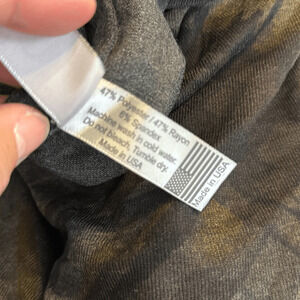 47% Polyester / 47% Rayon
6% Spandex
Machine wash in cold water.
Do not bleach. Tumble dry.
Made in USA
Made in USA